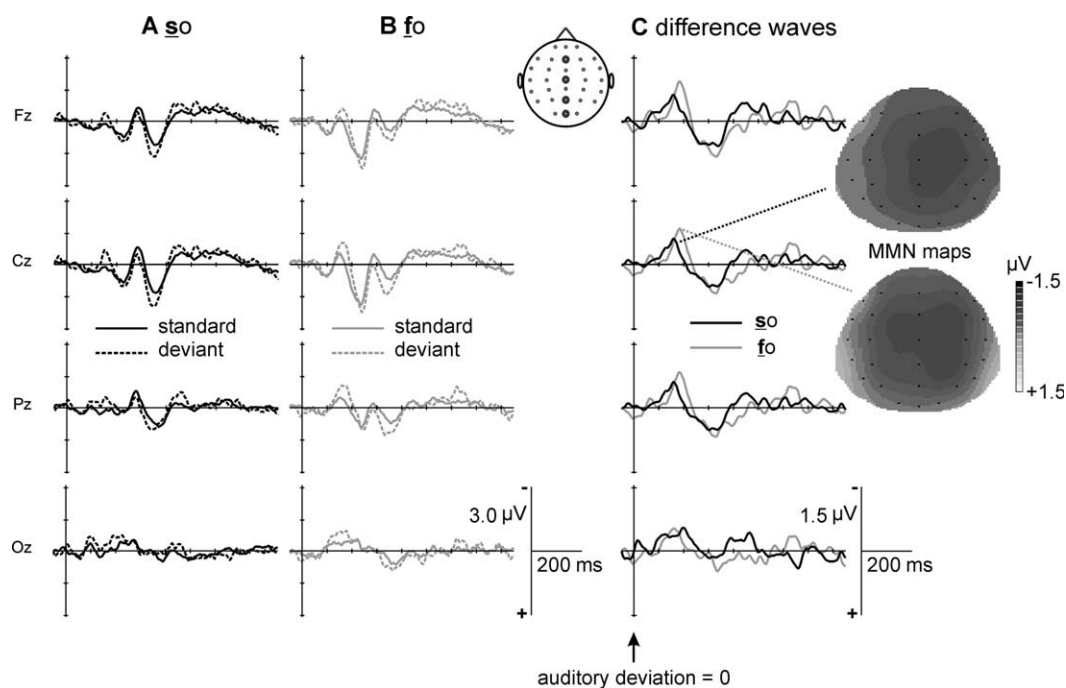 A so
B fo
C difference waves
Fz
Cz
MMN maps
µV
-1.5
+1.5
standard
deviant
standard
deviant
so
fo
Pz
Oz
-
3.0 µV
200 ms
+
-
1.5 µV
200 ms
+
auditory deviation = 0